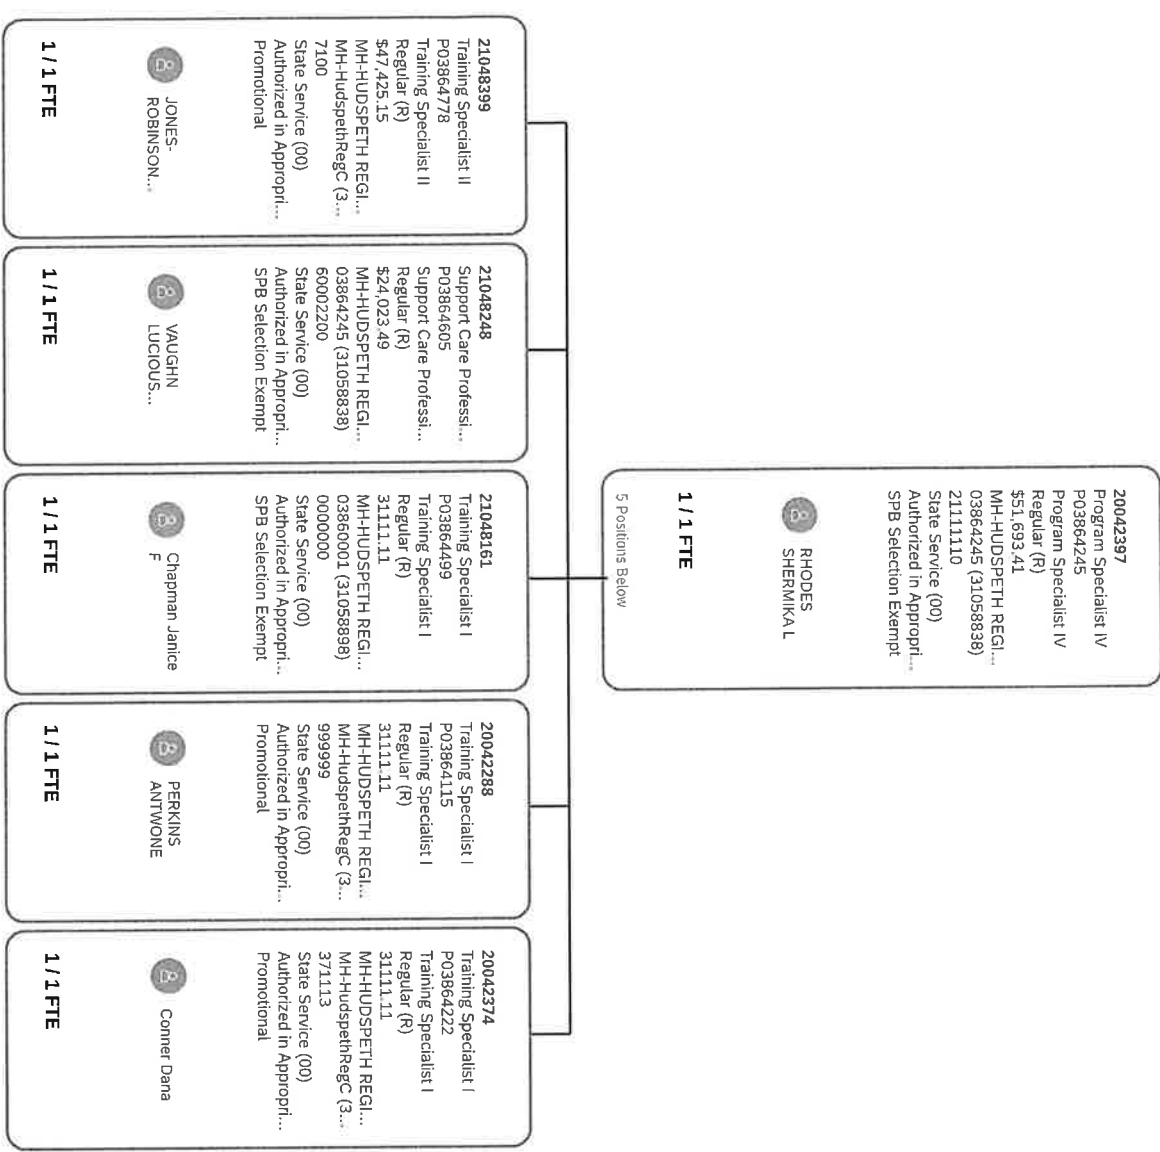 20042397
Program Specialist IV
P03864245
Program Specialist IV
Regular (R)
$51,693.41
MH-HUDSPETH REGI...
03864245 (31058838)
21111110
State Service (00)
Authorized in Appropri...
SPB Selection Exempt
RHODES
SHERMIKA L
1 / 1 FTE
5 Positions Below
21048399
Training Specialist II
P03864778
Training Specialist II
Regular (R)
$47,425.15
MH-HUDSPETH REGI...
MH-HudspethRegC (3...
7100
State Service (00)
Authorized in Appropri...
Promotional
JONES-
ROBINSON...
1 / 1 FTE
21048248
Support Care Professi...
P03864605
Support Care Professi...
Regular (R)
$24,023.49
MH-HUDSPETH REGI...
03864245 (31058838)
60002200
State Service (00)
Authorized in Appropri...
SPB Selection Exempt
VAUGHN
LUCIOUS...
1 / 1 FTE
21048161
Training Specialist I
P03864499
Training Specialist I
Regular (R)
31111.11
MH-HUDSPETH REGI...
03860001 (31058898)
0000000
State Service (00)
Authorized in Appropri...
SPB Selection Exempt
Chapman Janice
F
1 / 1 FTE
20042288
Training Specialist I
P03864115
Training Specialist I
Regular (R)
31111.11
MH-HUDSPETH REGI...
MH-HudspethRegC (3...
999999
State Service (00)
Authorized in Appropri...
Promotional
PERKINS
ANTWONE
1 / 1 FTE
20042374
Training Specialist I
P03864222
Training Specialist I
Regular (R)
31111.11
MH-HUDSPETH REGI...
MH-HudspethRegC (3...
371113
State Service (00)
Authorized in Appropri...
Promotional
Conner Dana
1 / 1 FTE